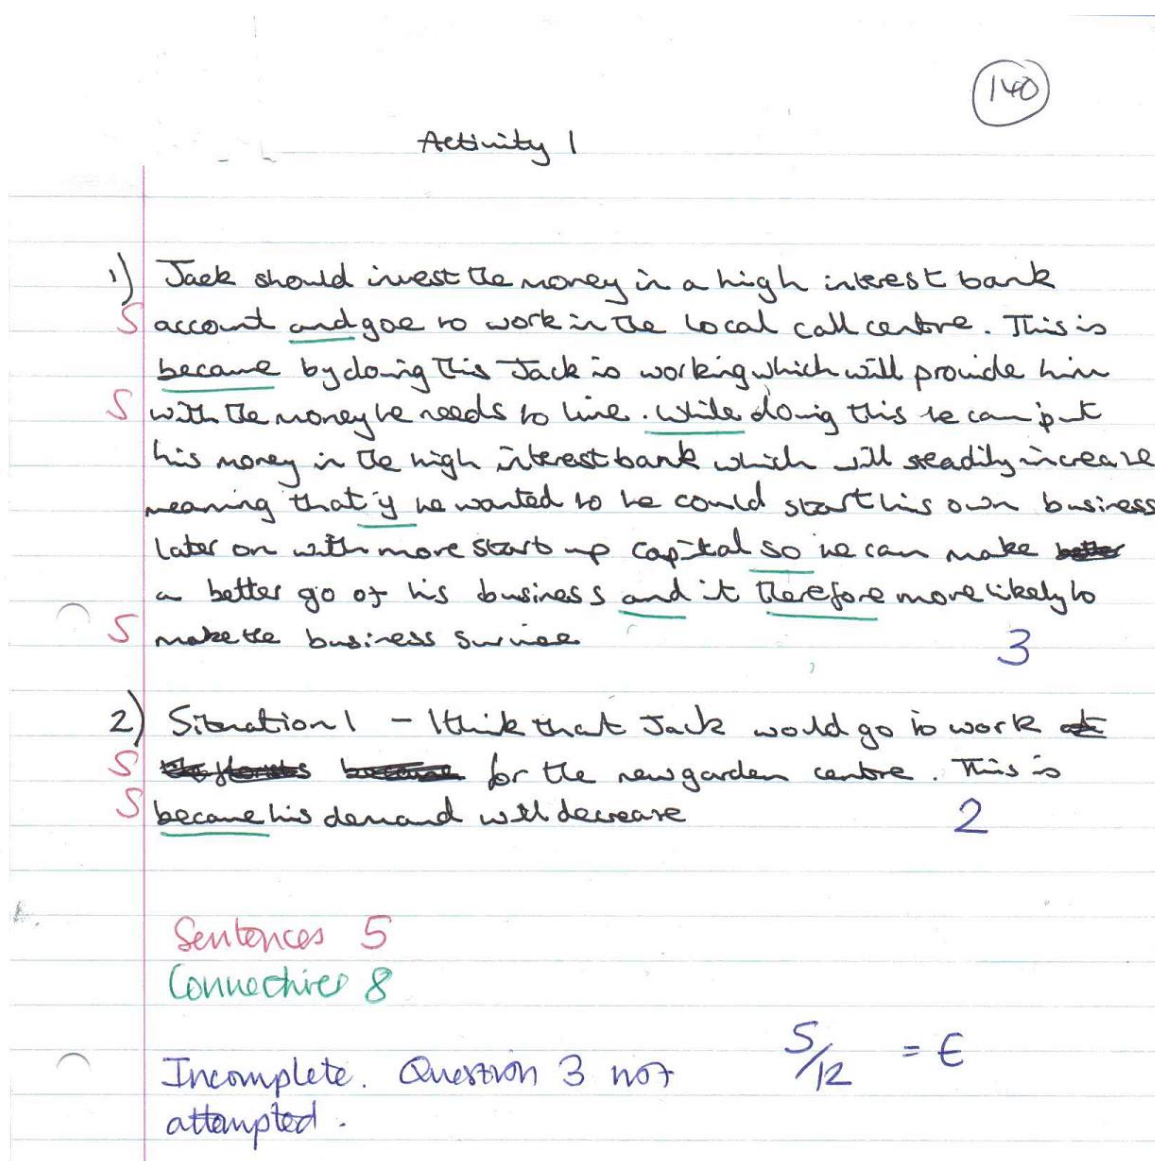 140
Activity 1
1) Jack should invest the money in a high interest bank
S account and goe to work in the local call centre. This is
because by doing this Jack is working which will provide him
S with the money he needs to live. While doing this he can put
his money in the high interest bank which will steadily increase
meaning that if he wanted to he could start his own business
later on with more start up capital so he can make better
a better go of his business and it therefore more likely to
S make the business survive
3
2) Situation 1 - I think that Jack would go to work at
S for the new garden centre. This is
S because his demand will decrease
2
Sentences 5
Connectives 8
Incomplete. Question 3 not
attempted.
5/12 = E